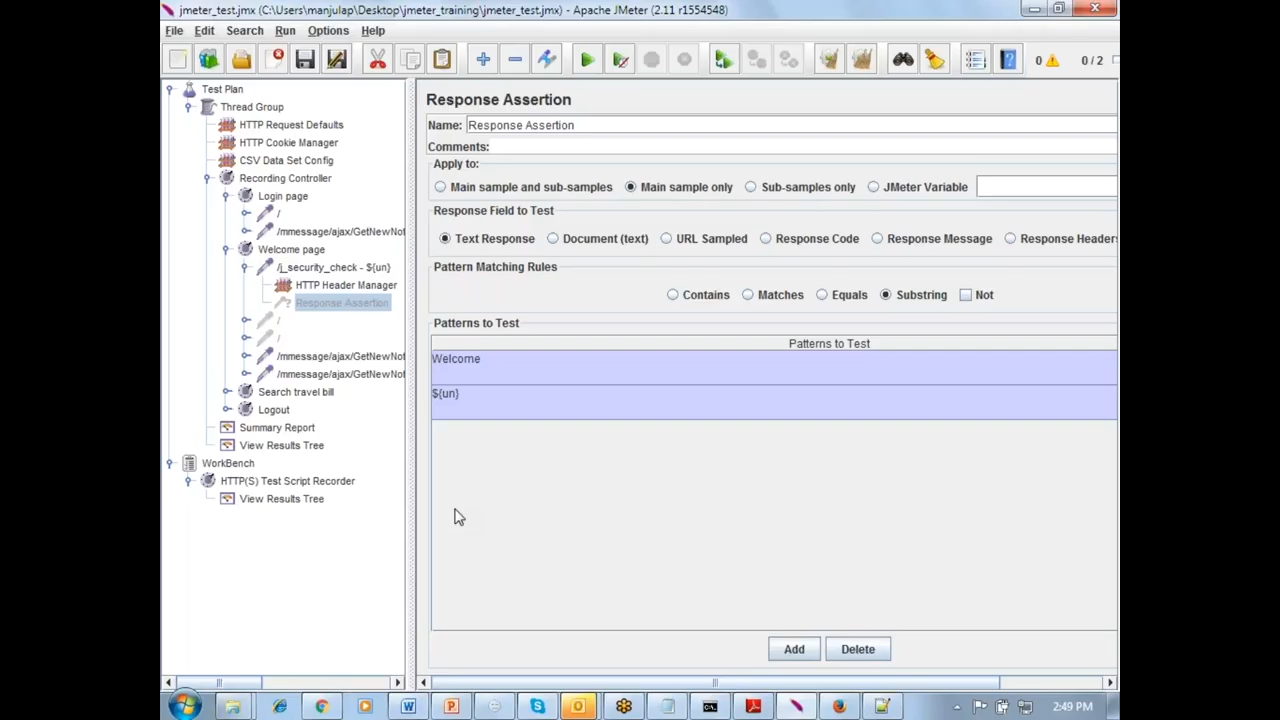 jmeter_test.jmx (C:\Users\manjulap\Desktop\jmeter_training\jmeter_test.jmx) - Apache JMeter (2.11 r1554548)
File Edit Search Run Options Help
0 0 / 2
Test Plan
Thread Group
HTTP Request Defaults
HTTP Cookie Manager
CSV Data Set Config
Recording Controller
Login page
/
/mmessage/ajax/GetNewNot
Welcome page
/j_security_check - ${un}
HTTP Header Manager
Response Assertion
/
/
/mmessage/ajax/GetNewNot
/mmessage/ajax/GetNewNot
Search travel bill
Logout
Summary Report
View Results Tree
WorkBench
HTTP(S) Test Script Recorder
View Results Tree
Response Assertion
Name: Response Assertion
Comments:
Apply to:
Main sample and sub-samples Main sample only Sub-samples only JMeter Variable
Response Field to Test
Text Response Document (text) URL Sampled Response Code Response Message Response Headers
Pattern Matching Rules
Contains Matches Equals Substring Not
Patterns to Test
Patterns to Test
Welcome
${un}
Add Delete
2:49 PM